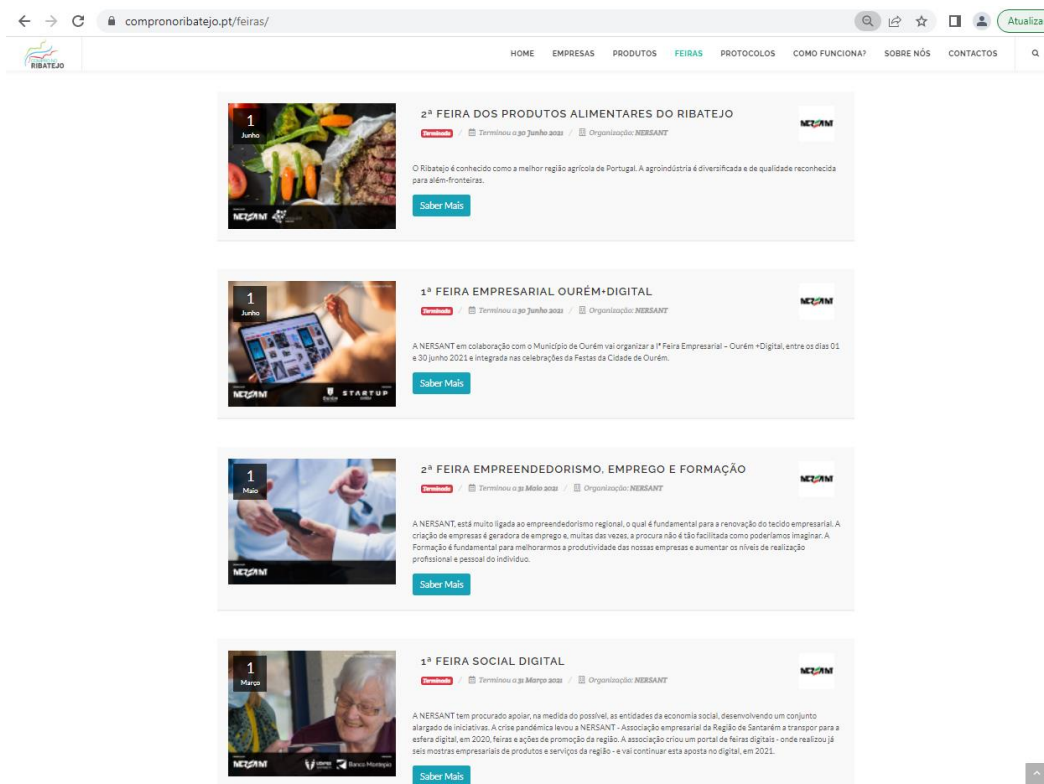 compronoribatejo.pt/feiras/
Atualiza
RIBATEJO
HOME EMPRESAS PRODUTOS FEIRAS PROTOCOLOS COMO FUNCIONA? SOBRE NÓS CONTACTOS
1
Junho
NERSANT
2ª FEIRA DOS PRODUTOS ALIMENTARES DO RIBATEJO
Terminada / Terminou a 30 Junho 2021 / Organização: NERSANT
NERSANT
O Ribatejo é conhecido como a melhor região agrícola de Portugal. A agroindústria é diversificada e de qualidade reconhecida
para além-fronteiras.
Saber Mais
1
Junho
NERSANT
STARTUP
1ª FEIRA EMPRESARIAL OURÉM+DIGITAL
Terminada / Terminou a 30 Junho 2021 / Organização: NERSANT
NERSANT
A NERSANT em colaboração com o Município de Ourém vai organizar a Iª Feira Empresarial – Ourém +Digital, entre os dias 01
e 30 junho 2021 e integrada nas celebrações da Festas da Cidade de Ourém.
Saber Mais
1
Maio
NERSANT
2ª FEIRA EMPREENDEDORISMO, EMPREGO E FORMAÇÃO
Terminada / Terminou a 31 Maio 2021 / Organização: NERSANT
NERSANT
A NERSANT, está muito ligada ao empreendedorismo regional, o qual é fundamental para a renovação do tecido empresarial. A
criação de empresas é geradora de emprego e, muitas das vezes, a procura não é tão facilitada como poderíamos imaginar. A
Formação é fundamental para melhorarmos a produtividade das nossas empresas e aumentar os níveis de realização
profissional e pessoal do indivíduo.
Saber Mais
1
Março
NERSANT
Banco Montepio
1ª FEIRA SOCIAL DIGITAL
Terminada / Terminou a 31 Março 2021 / Organização: NERSANT
NERSANT
A NERSANT tem procurado apoiar, na medida do possível, as entidades da economia social, desenvolvendo um conjunto
alargado de iniciativas. A crise pandémica levou a NERSANT - Associação empresarial da Região de Santarém a transpor para a
esfera digital, em 2020, feiras e ações de promoção da região. A associação criou um portal de feiras digitais - onde realizou já
seis mostras empresariais de produtos e serviços da região - e vai continuar esta aposta no digital, em 2021.
Saber Mais